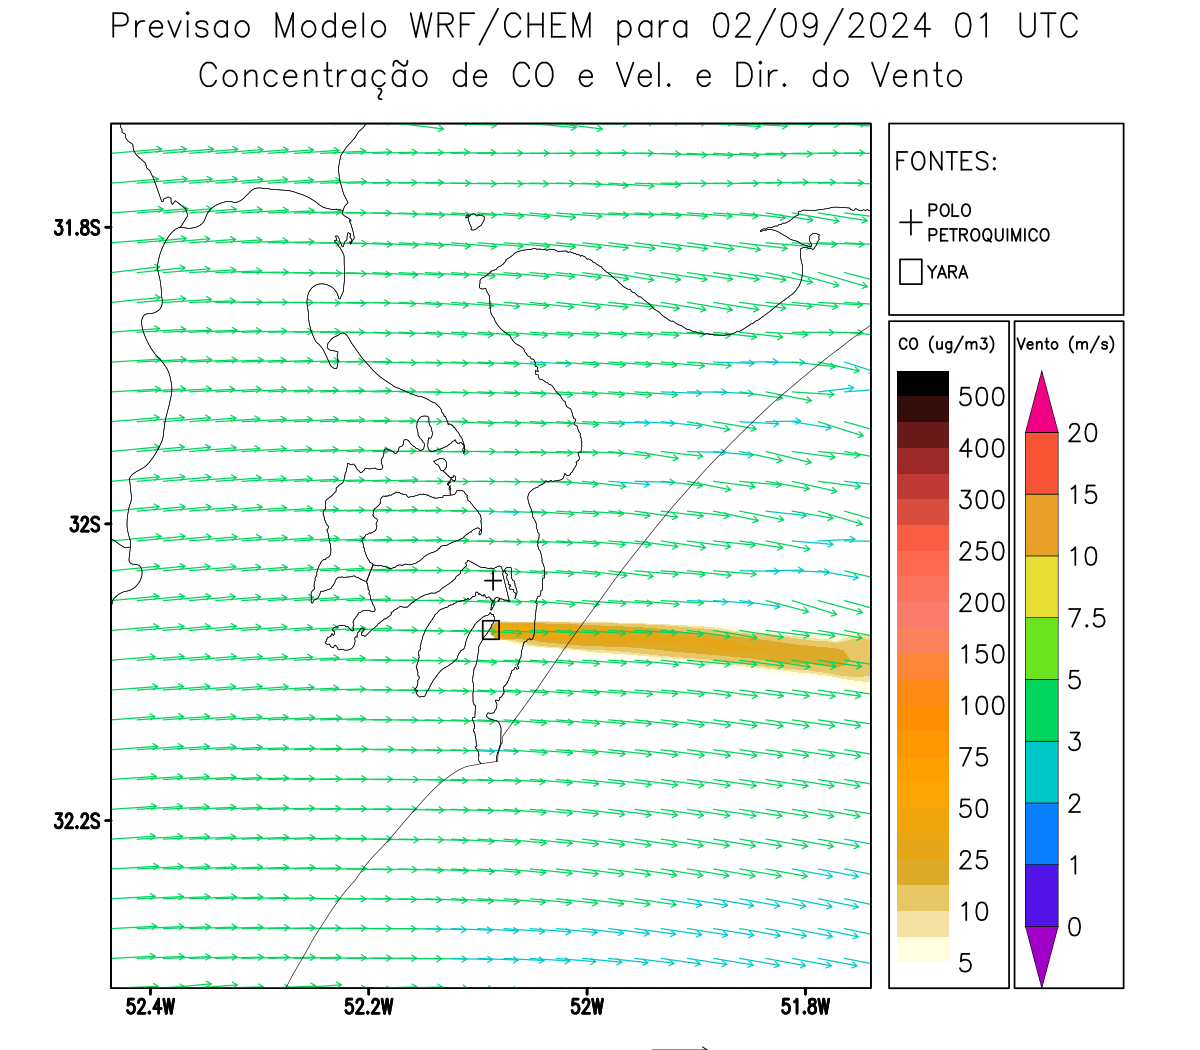 Previsao Modelo WRF/CHEM para 02/09/2024 01 UTC
Concentração de CO e Vel. e Dir. do Vento
FONTES:
POLO
PETROQUIMICO
YARA
31.8S
32S
32.2S
52.4W
52.2W
52W
51.8W
CO (ug/m3)
500
400
300
250
200
150
100
75
50
25
10
5
Vento (m/s)
20
15
10
7.5
5
3
2
1
0